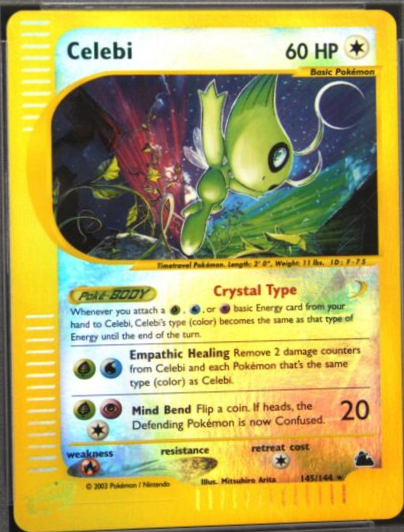 Celebi 60 HP
Basic Pokémon
Timetravel Pokémon. Length: 2' 0", Weight: 11 lbs. ID: F-75
Poké-BODY Crystal Type
Whenever you attach a , , or basic Energy card from your
hand to Celebi, Celebi's type (color) becomes the same as that type of
Energy until the end of the turn.
Empathic Healing Remove 2 damage counters
from Celebi and each Pokémon that's the same
type (color) as Celebi.
Mind Bend Flip a coin. If heads, the
Defending Pokémon is now Confused. 20
weakness resistance retreat cost
Illus. Mitsuhiro Arita 145/144
© 2003 Pokémon / Nintendo